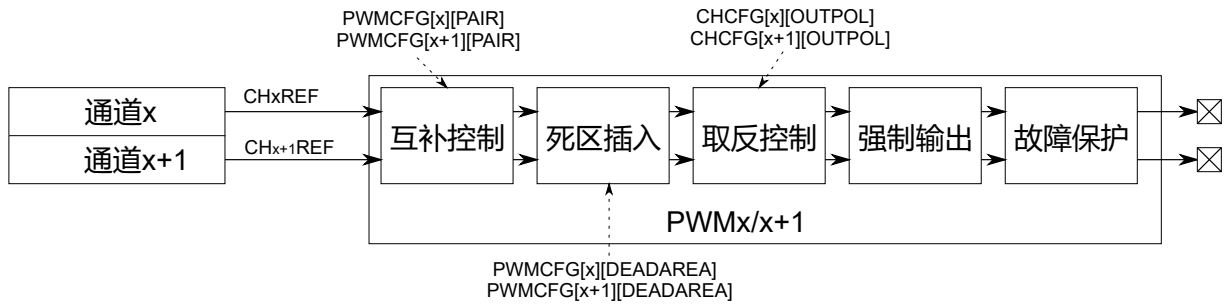 PWMCFG[x][PAIR]
PWMCFG[x+1][PAIR]
CHCFG[x][OUTPOL]
CHCFG[x+1][OUTPOL]
通道x
通道x+1
CHxREF
CHx+1REF
互补控制
死区插入
取反控制
强制输出
故障保护
PWMx/x+1
PWMCFG[x][DEADAREA]
PWMCFG[x+1][DEADAREA]